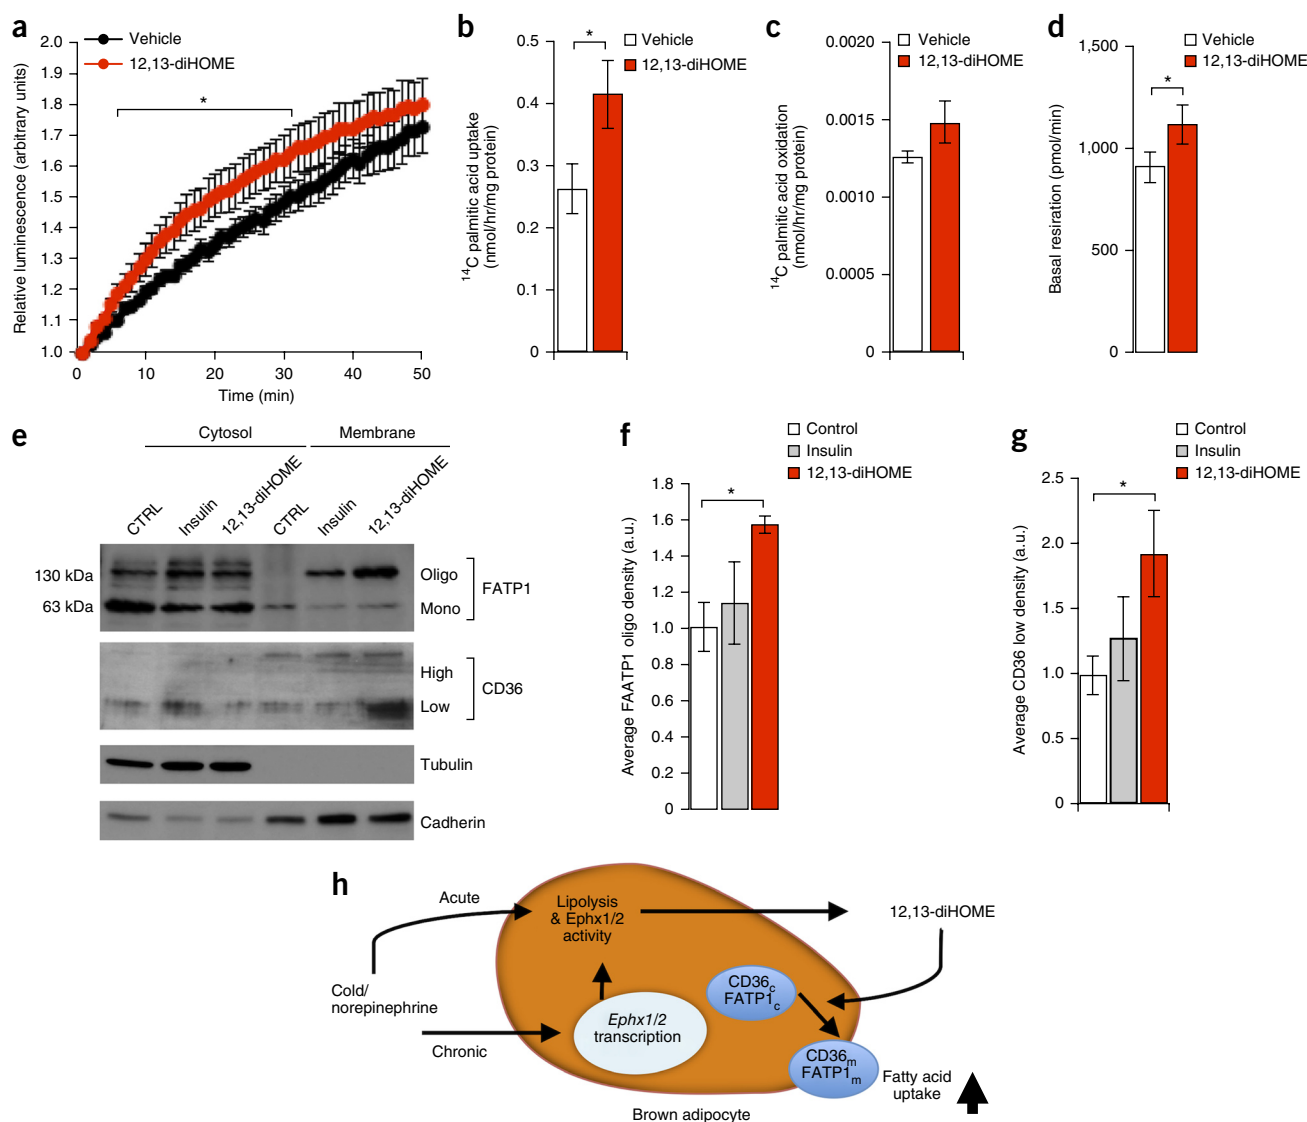 a
Relative luminescence (arbitrary units)
2.0
1.9
1.8
1.7
1.6
1.5
1.4
1.3
1.2
1.1
1.0
Vehicle
12,13-diHOME
*
0
10
20
30
40
50
Time (min)
b
14C palmitic acid uptake
(nmol/hr/mg protein)
0.5
0.4
0.3
0.2
0.1
0
*
Vehicle
12,13-diHOME
c
14C palmitic acid oxidation
(nmol/hr/mg protein)
0.0020
0.0015
0.0010
0.0005
0
Vehicle
12,13-diHOME
d
Basal resiration (pmol/min)
1,500
1,000
500
0
Vehicle
12,13-diHOME
*
e
Cytosol
Membrane
CTRL
Insulin
12,13-diHOME
CTRL
Insulin
12,13-diHOME
130 kDa
63 kDa
Oligo
Mono
FATP1
High
Low
CD36
Tubulin
Cadherin
f
Control
Insulin
12,13-diHOME
Average FAATP1 oligo density (a.u.)
1.8
1.6
1.4
1.2
1.0
0.8
0.6
0.4
0.2
0
*
g
Control
Insulin
12,13-diHOME
Average CD36 low density (a.u.)
2.5
2.0
1.5
1.0
0.5
0
*
h
Acute
Cold/
norepinephrine
Chronic
Lipolysis
& Ephx1/2
activity
Ephx1/2
transcription
12,13-diHOME
CD36c
FATP1c
CD36m
FATP1m
Fatty acid
uptake
Brown adipocyte